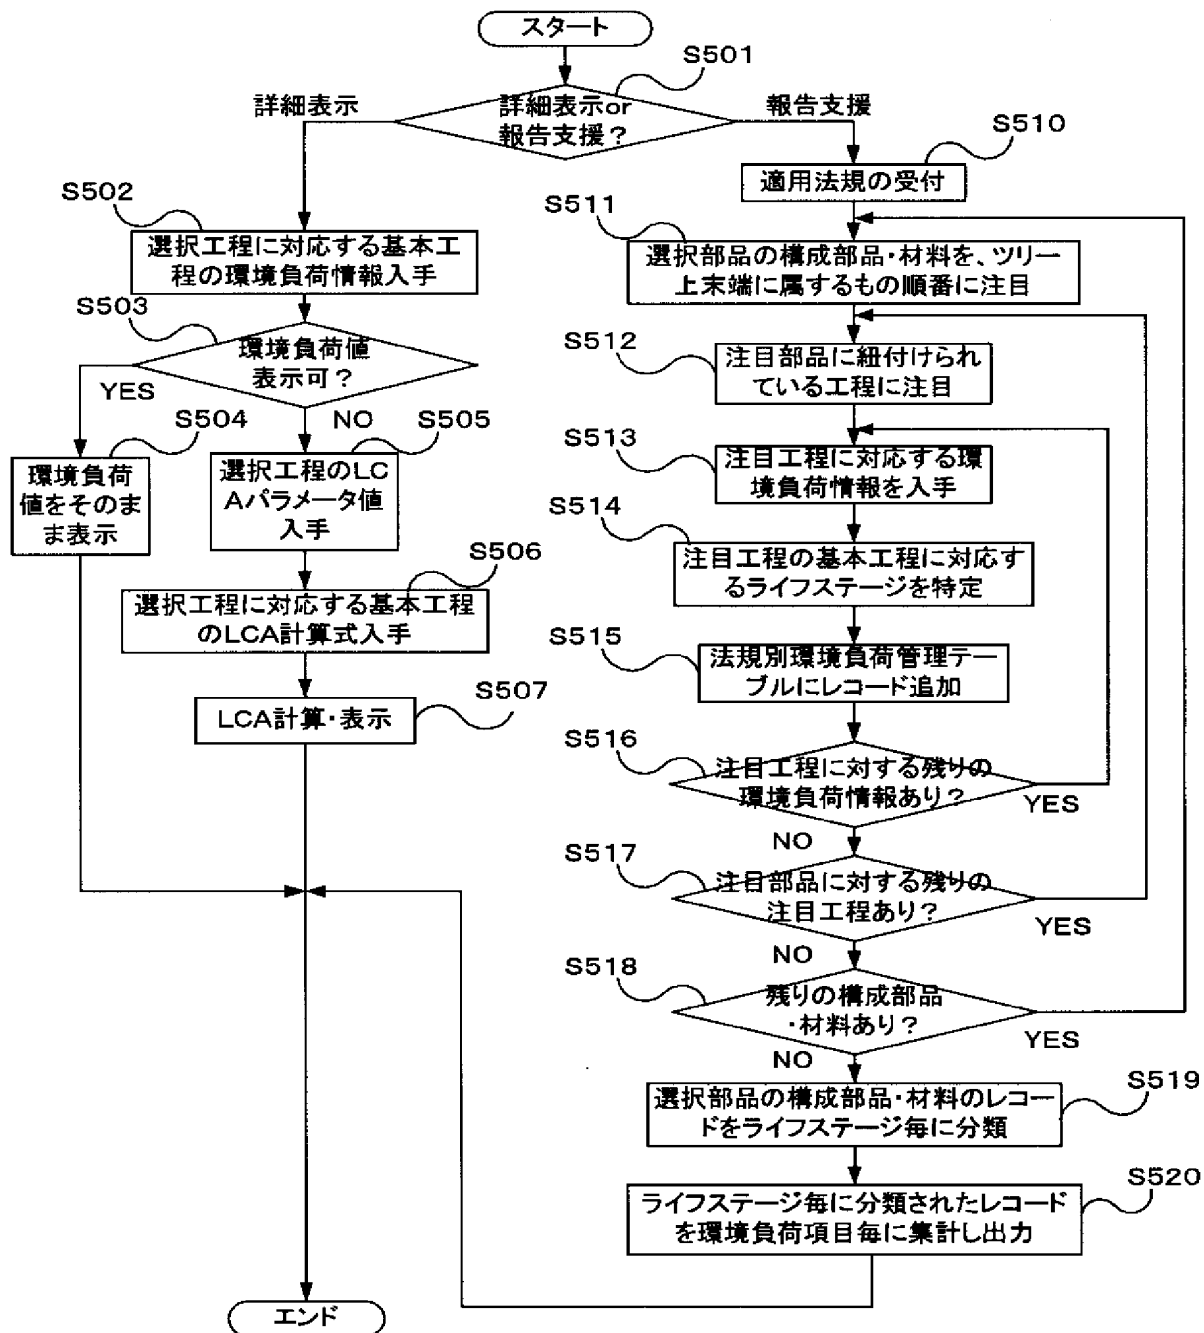 スタート
S501
詳細表示or
報告支援？
詳細表示
報告支援
S502
選択工程に対応する基本工
程の環境負荷情報入手
S503
環境負荷値
表示可？
YES
NO
S504
環境負荷
値をそのま
ま表示
S505
選択工程のLC
Aパラメータ値
入手
S506
選択工程に対応する基本工程
のLCA計算式入手
S507
LCA計算・表示
S510
適用法規の受付
S511
選択部品の構成部品・材料を、ツリー
上末端に属するもの順番に注目
S512
注目部品に紐付けられ
ている工程に注目
S513
注目工程に対応する環
境負荷情報を入手
S514
注目工程の基本工程に対応す
るライフステージを特定
S515
法規別環境負荷管理テー
ブルにレコード追加
S516
注目工程に対する残りの
環境負荷情報あり？
YES
NO
S517
注目部品に対する残りの
注目工程あり？
YES
NO
S518
残りの構成部品
・材料あり？
YES
NO
S519
選択部品の構成部品・材料のレコー
ドをライフステージ毎に分類
S520
ライフステージ毎に分類されたレコード
を環境負荷項目毎に集計し出力
エンド